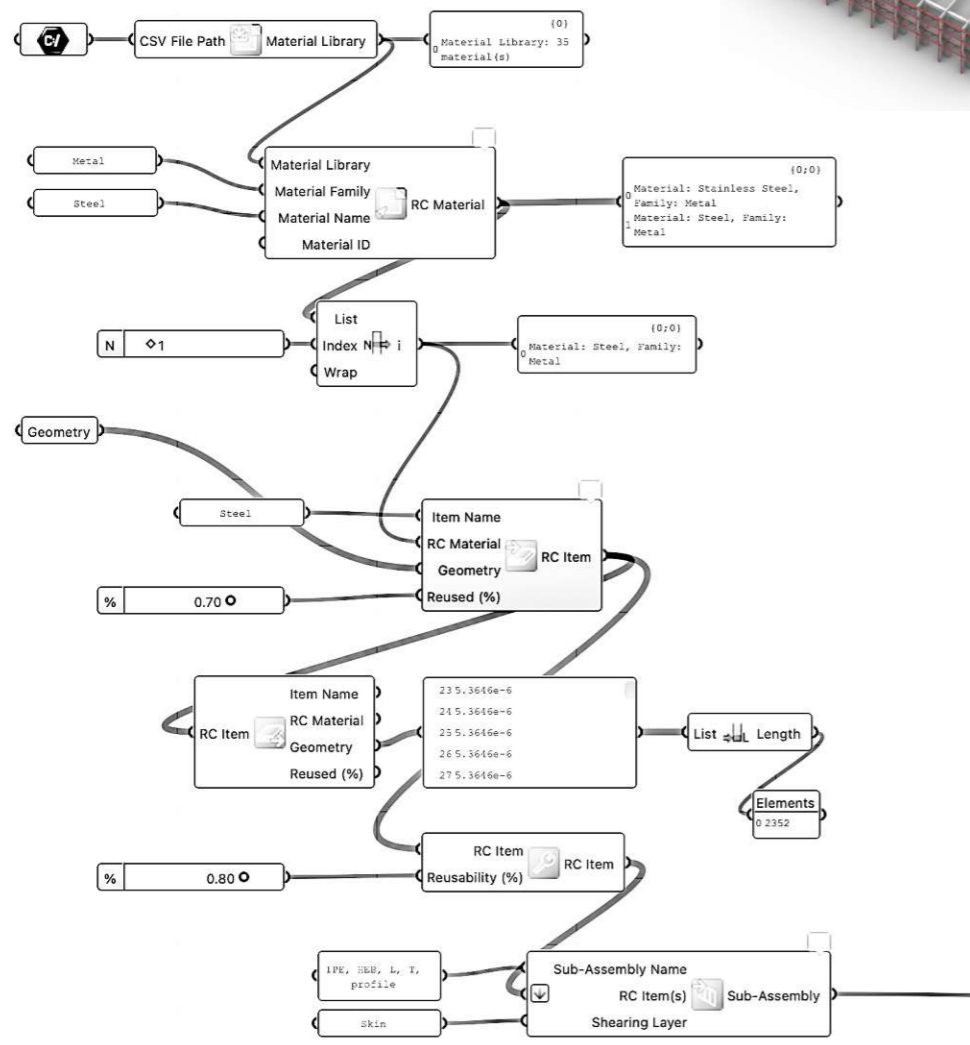 C#
CSV File Path Material Library
{0}
0 Material Library: 35
material(s)
Metal
Steel
Material Library
Material Family
Material Name
Material ID
RC Material
{0;0}
0 Material: Stainless Steel,
Family: Metal
1 Material: Steel, Family:
Metal
N ◇1
List
Index
Wrap
N i
{0;0}
0 Material: Steel, Family:
Metal
Geometry
Steel
Item Name
RC Material
Geometry
Reused (%)
RC Item
% 0.70
RC Item
Item Name
RC Material
Geometry
Reused (%)
23 5.3646e-6
24 5.3646e-6
25 5.3646e-6
26 5.3646e-6
27 5.3646e-6
List L Length
Elements
0 2352
% 0.80
RC Item
Reusability (%)
RC Item
IPE, HEB, L, T,
profile
Skin
Sub-Assembly Name
RC Item(s)
Shearing Layer
Sub-Assembly